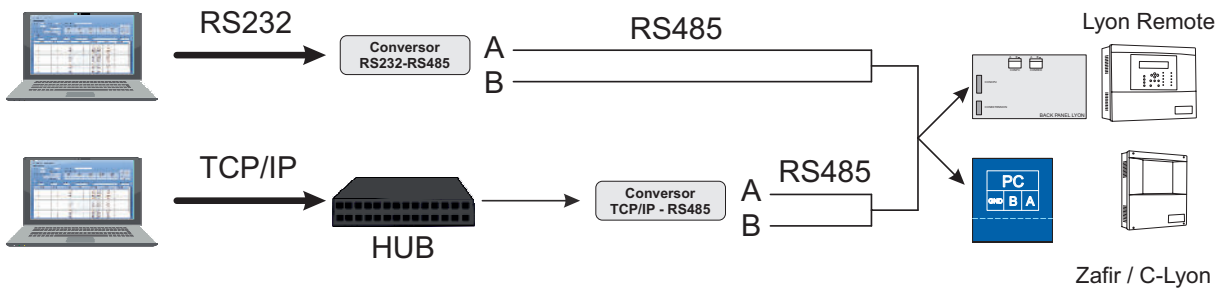 RS232
Conversor
RS232-RS485
A
B
RS485
Lyon Remote
BACK PANEL LYON
TCP/IP
HUB
Conversor
TCP/IP - RS485
A
B
RS485
PC
GND B A
Zafir / C-Lyon